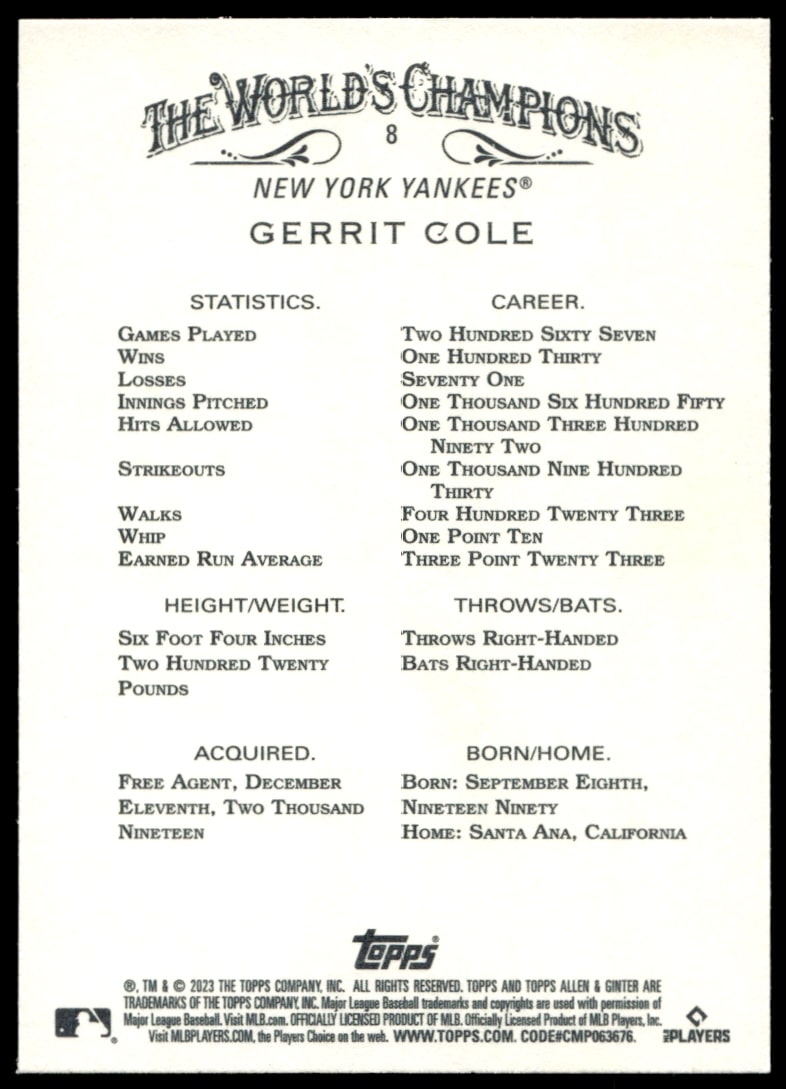 THE WORLD'S CHAMPIONS
8
NEW YORK YANKEES®
GERRIT COLE
STATISTICS. CAREER.
GAMES PLAYED TWO HUNDRED SIXTY SEVEN
WINS ONE HUNDRED THIRTY
LOSSES SEVENTY ONE
INNINGS PITCHED ONE THOUSAND SIX HUNDRED FIFTY
HITS ALLOWED ONE THOUSAND THREE HUNDRED
NINETY TWO
STRIKEOUTS ONE THOUSAND NINE HUNDRED
THIRTY
WALKS FOUR HUNDRED TWENTY THREE
WHIP ONE POINT TEN
EARNED RUN AVERAGE THREE POINT TWENTY THREE
HEIGHT/WEIGHT.
SIX FOOT FOUR INCHES
TWO HUNDRED TWENTY
POUNDS
THROWS/BATS.
THROWS RIGHT-HANDED
BATS RIGHT-HANDED
ACQUIRED.
FREE AGENT, DECEMBER
ELEVENTH, TWO THOUSAND
NINETEEN
BORN/HOME.
BORN: SEPTEMBER EIGHTH,
NINETEEN NINETY
HOME: SANTA ANA, CALIFORNIA
topps®
®, TM & © 2023 THE TOPPS COMPANY, INC. ALL RIGHTS RESERVED. TOPPS AND TOPPS ALLEN & GINTER ARE
TRADEMARKS OF THE TOPPS COMPANY, INC. Major League Baseball trademarks and copyrights are used with permission of
Major League Baseball. Visit MLB.com. OFFICIALLY LICENSED PRODUCT OF MLB. Officially Licensed Product of MLB Players, Inc.
Visit MLBPLAYERS.COM, the Players Choice on the web. WWW.TOPPS.COM. CODE#CMP063676.
MLBPLAYERS